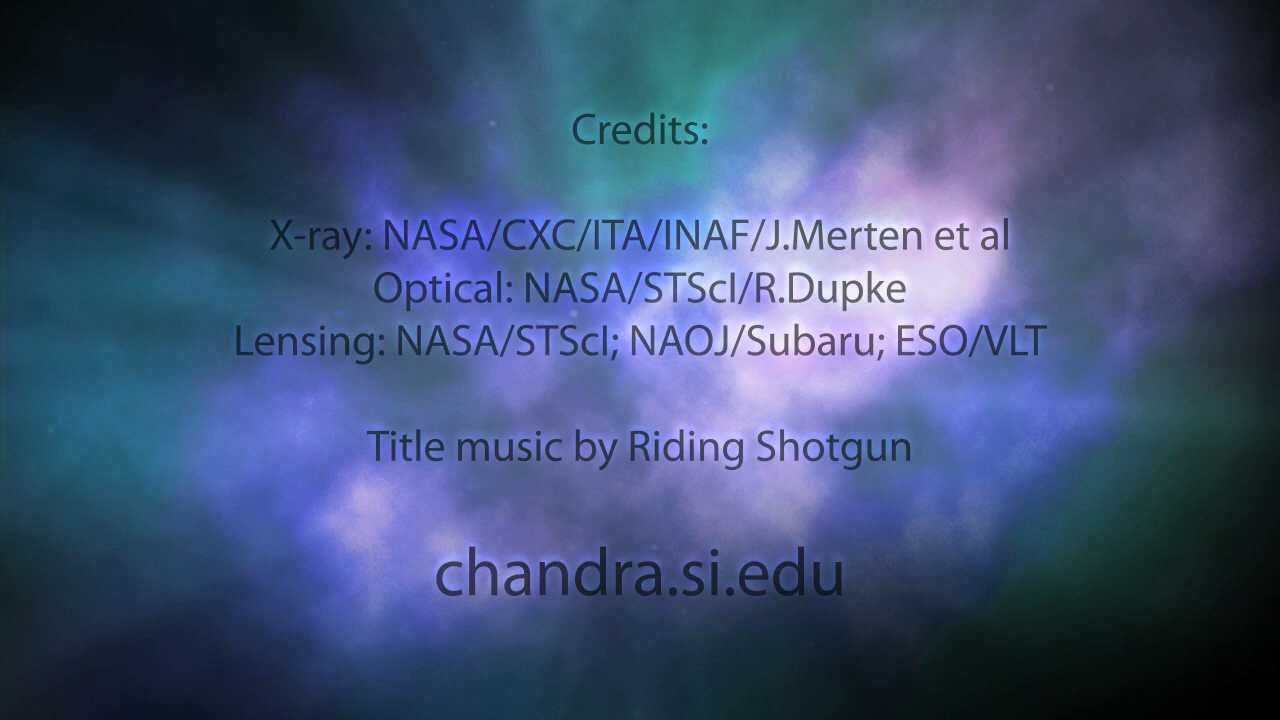 Credits:
X-ray: NASA/CXC/ITA/INAF/J.Merten et al
Optical: NASA/STScI/R.Dupke
Lensing: NASA/STScI; NAOJ/Subaru; ESO/VLT
Title music by Riding Shotgun
chandra.si.edu